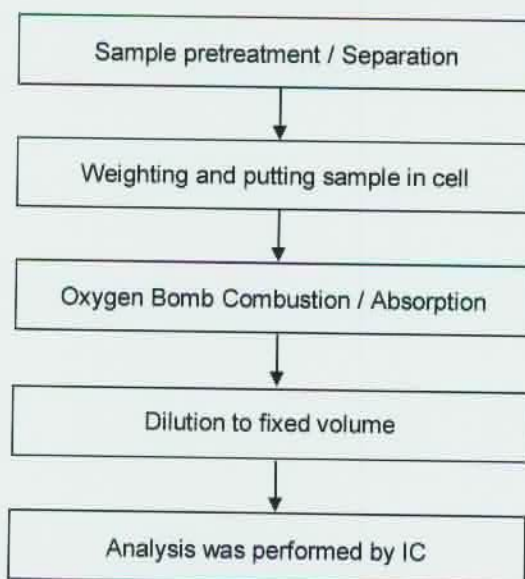 Sample pretreatment / Separation
Weighting and putting sample in cell
Oxygen Bomb Combustion / Absorption
Dilution to fixed volume
Analysis was performed by IC